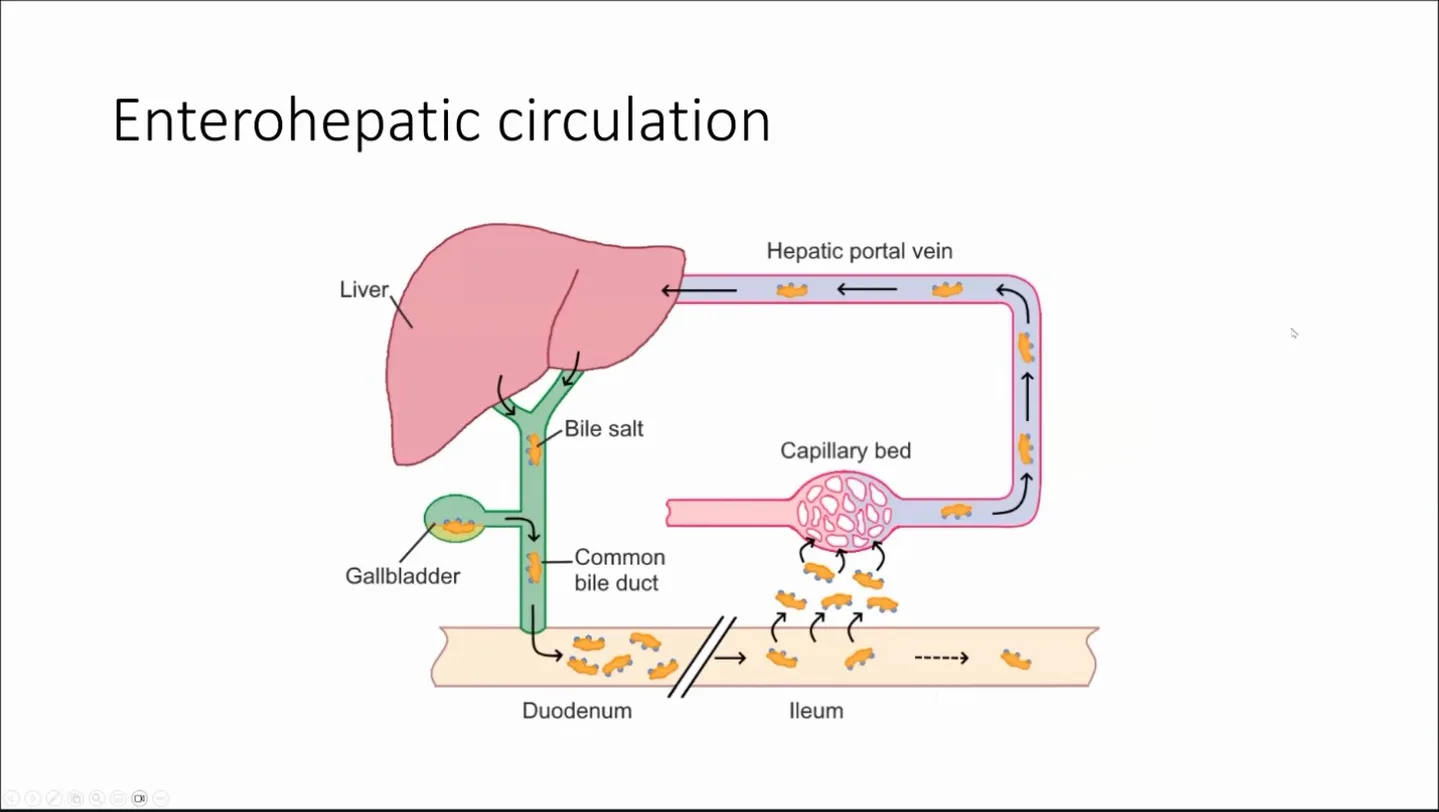 Enterohepatic circulation
Hepatic portal vein
Liver
Bile salt
Capillary bed
Common
bile duct
Gallbladder
Duodenum
Ileum